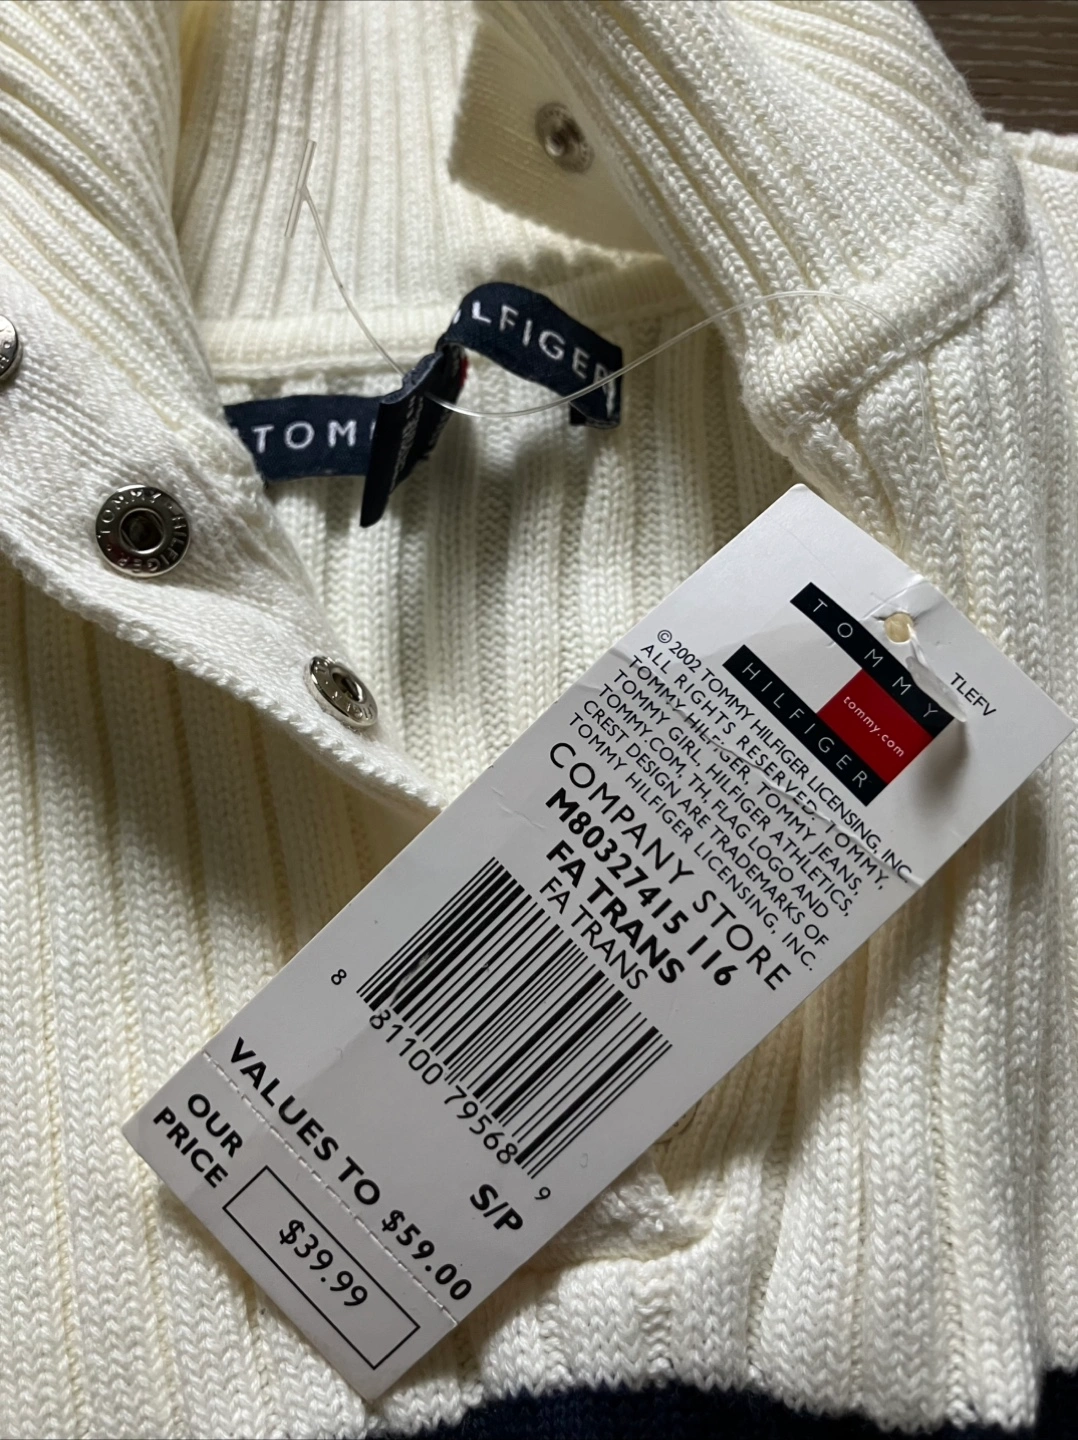 TOMMY
HILFIGER
tommy.com
TLEFV
© 2002 TOMMY HILFIGER LICENSING, INC.
ALL RIGHTS RESERVED. TOMMY,
TOMMY HILFIGER, TOMMY JEANS,
TOMMY GIRL, HILFIGER ATHLETICS,
TOMMY.COM, TH, FLAG LOGO AND
CREST DESIGN ARE TRADEMARKS OF
TOMMY HILFIGER LICENSING, INC.
COMPANY STORE
M80327415 116
FA TRANS
FA TRANS
8 81100 79568 9
S/P
VALUES TO $59.00
OUR
PRICE
$39.99
TOM
ILFIGER
TOMMY HILFIGER